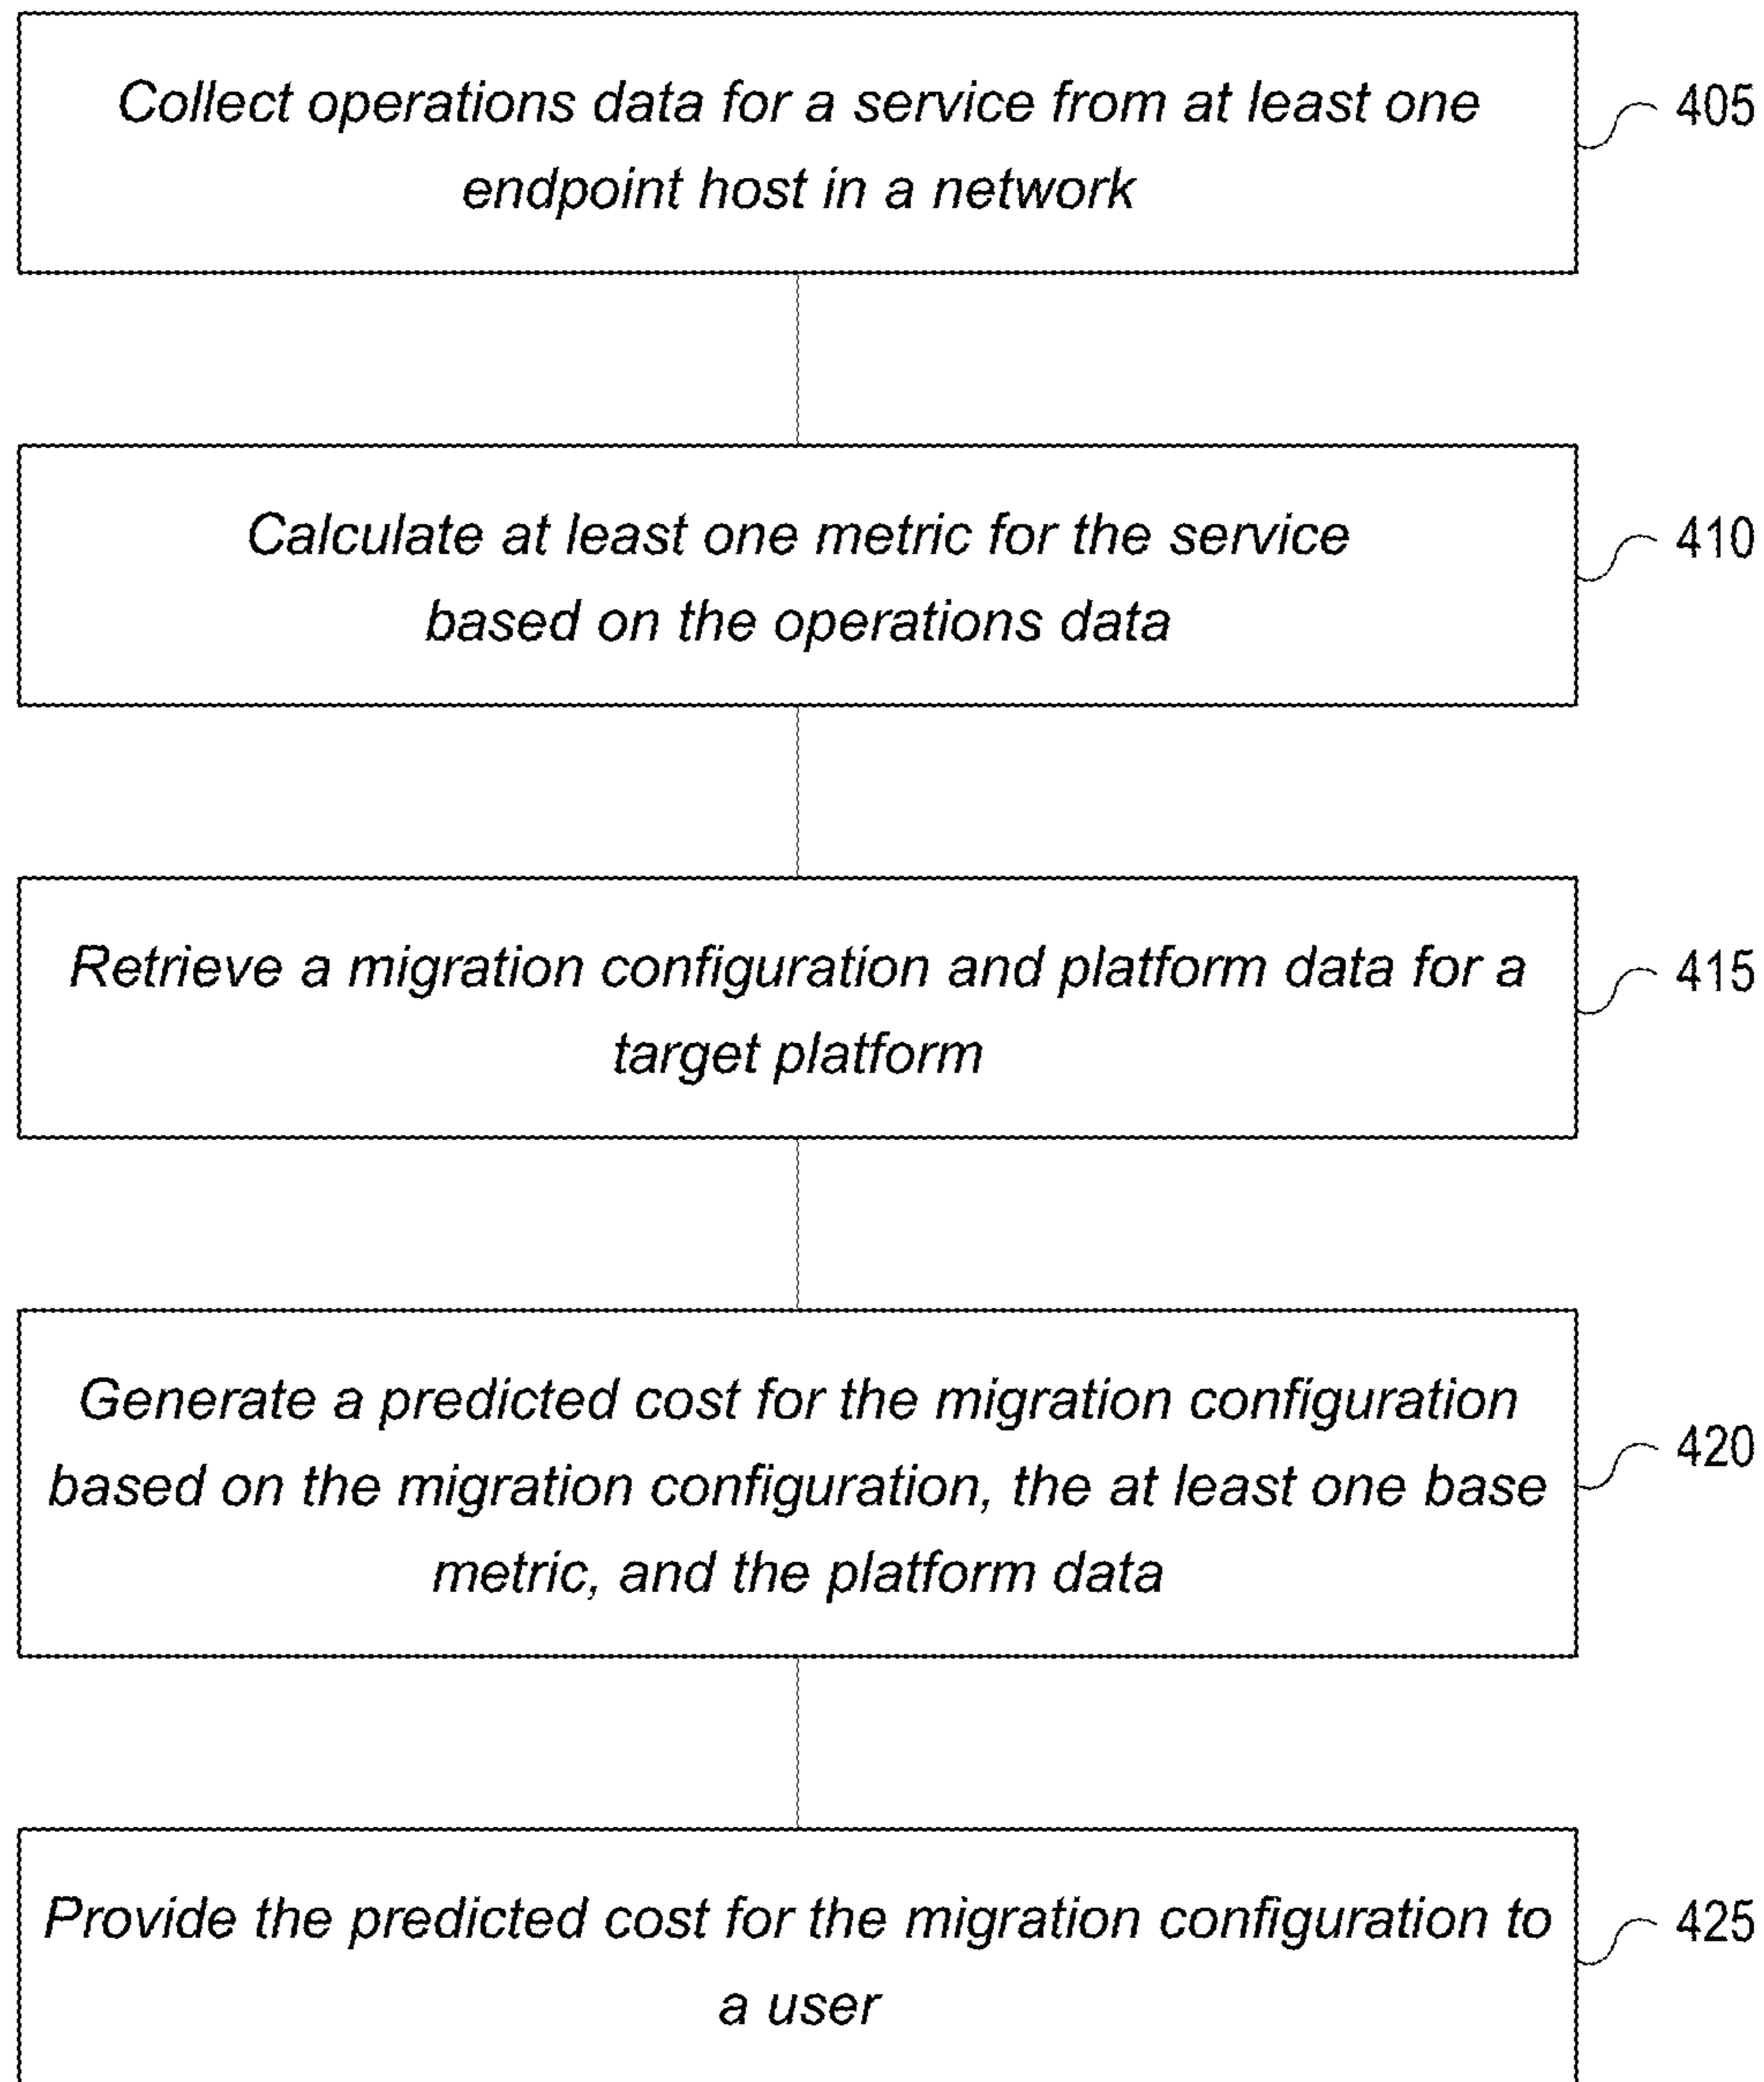 Collect operations data for a service from at least one
endpoint host in a network
405
Calculate at least one metric for the service
based on the operations data
410
Retrieve a migration configuration and platform data for a
target platform
415
Generate a predicted cost for the migration configuration
based on the migration configuration, the at least one base
metric, and the platform data
420
Provide the predicted cost for the migration configuration to
a user
425